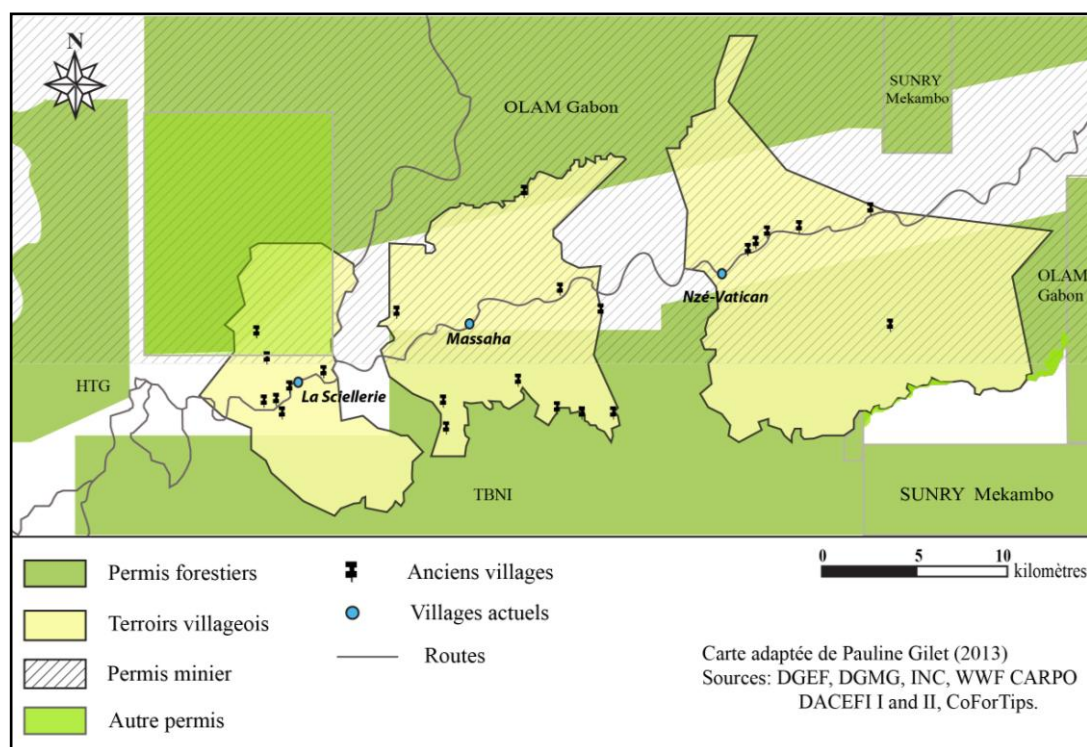 N
SUNRY
Mekambo
OLAM Gabon
Nzé-Vatican
OLAM
Gabon
Massaha
HTG
La Sciellerie
TBNI
SUNRY Mekambo
0 5 10
kilomètres
Permis forestiers
Terroirs villageois
Permis minier
Autre permis
Anciens villages
Villages actuels
Routes
Carte adaptée de Pauline Gilet (2013)
Sources: DGEF, DGMG, INC, WWF CARPO
DACEFI I and II, CoForTips.